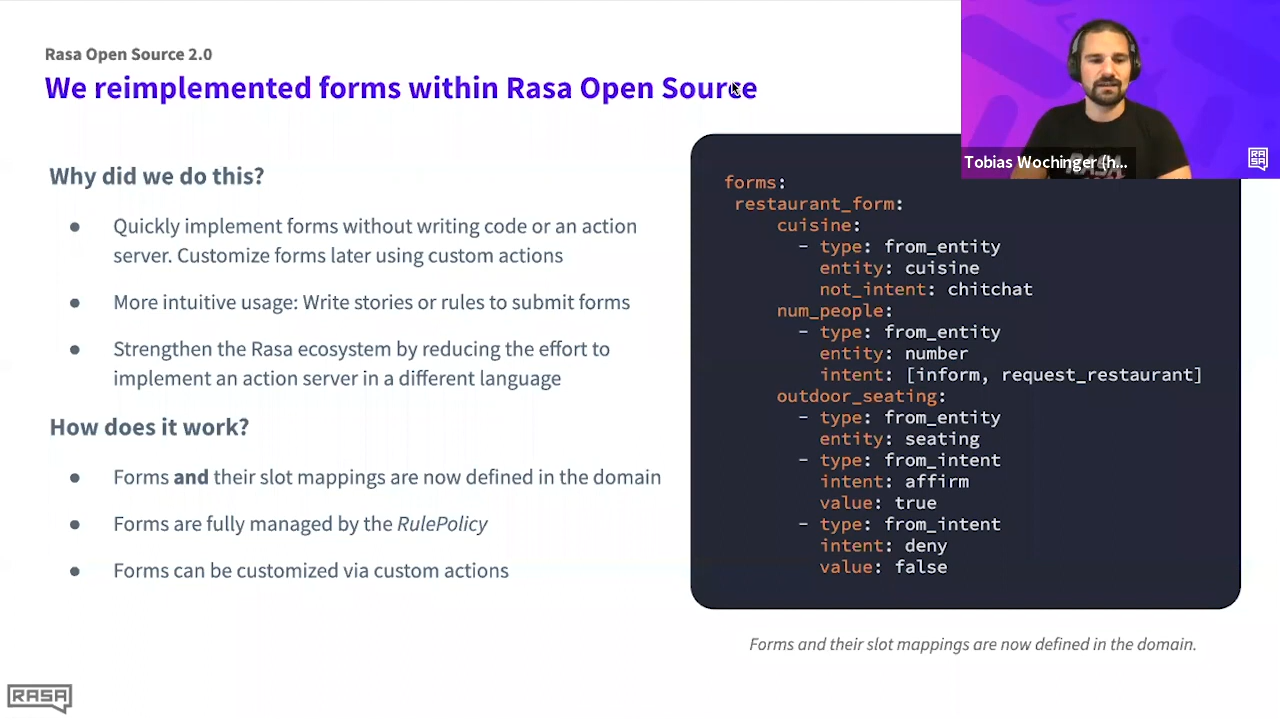 Rasa Open Source 2.0
We reimplemented forms within Rasa Open Source
Why did we do this?
● Quickly implement forms without writing code or an action
server. Customize forms later using custom actions
● More intuitive usage: Write stories or rules to submit forms
● Strengthen the Rasa ecosystem by reducing the effort to
implement an action server in a different language
How does it work?
● Forms and their slot mappings are now defined in the domain
● Forms are fully managed by the RulePolicy
● Forms can be customized via custom actions
forms:
restaurant_form:
cuisine:
- type: from_entity
entity: cuisine
not_intent: chitchat
num_people:
- type: from_entity
entity: number
intent: [inform, request_restaurant]
outdoor_seating:
- type: from_entity
entity: seating
- type: from_intent
intent: affirm
value: true
- type: from_intent
intent: deny
value: false
Forms and their slot mappings are now defined in the domain.
Tobias Wochinger (h...
RASA
RASA
RASA